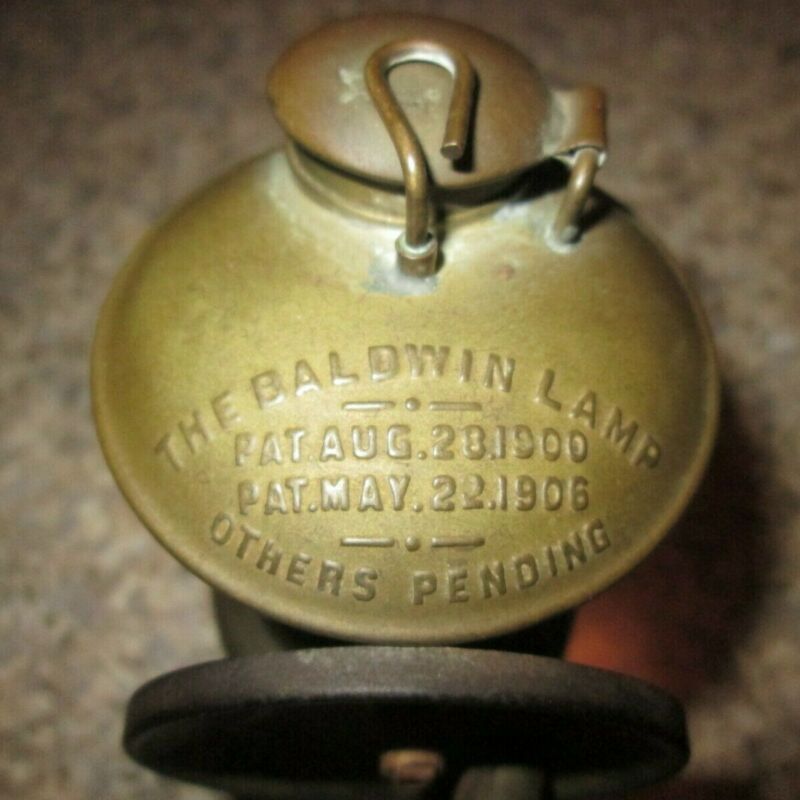 THE BALDWIN LAMP
PAT.AUG.28.1900
PAT.MAY.22.1906
OTHERS PENDING